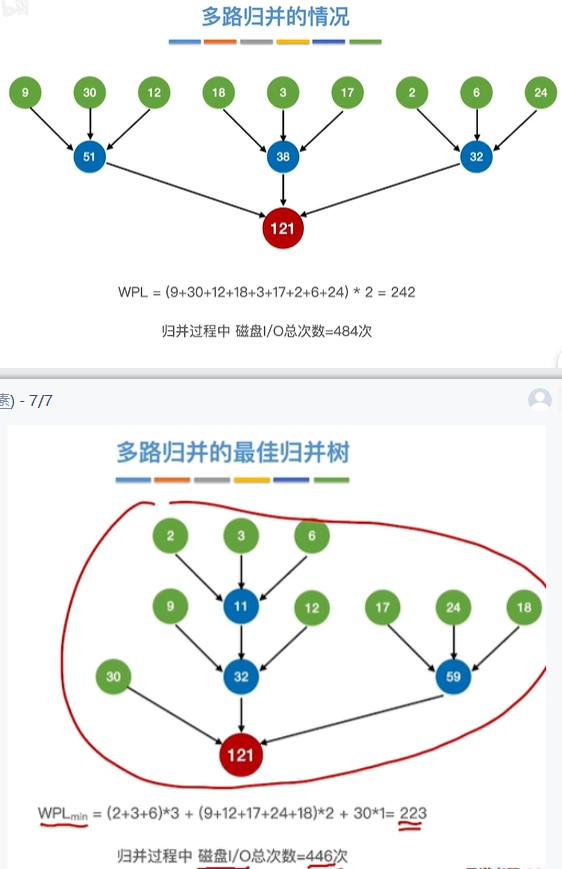 多路归并的情况
9 30 12 18 3 17 2 6 24
51 38 32
121
WPL = (9+30+12+18+3+17+2+6+24) * 2 = 242
归并过程中 磁盘I/O总次数=484次
素) - 7/7
多路归并的最佳归并树
2 3 6
9 11 12 17 24 18
30 32 59
121
WPLmin = (2+3+6)*3 + (9+12+17+24+18)*2 + 30*1= 223
归并过程中 磁盘I/O总次数=446次